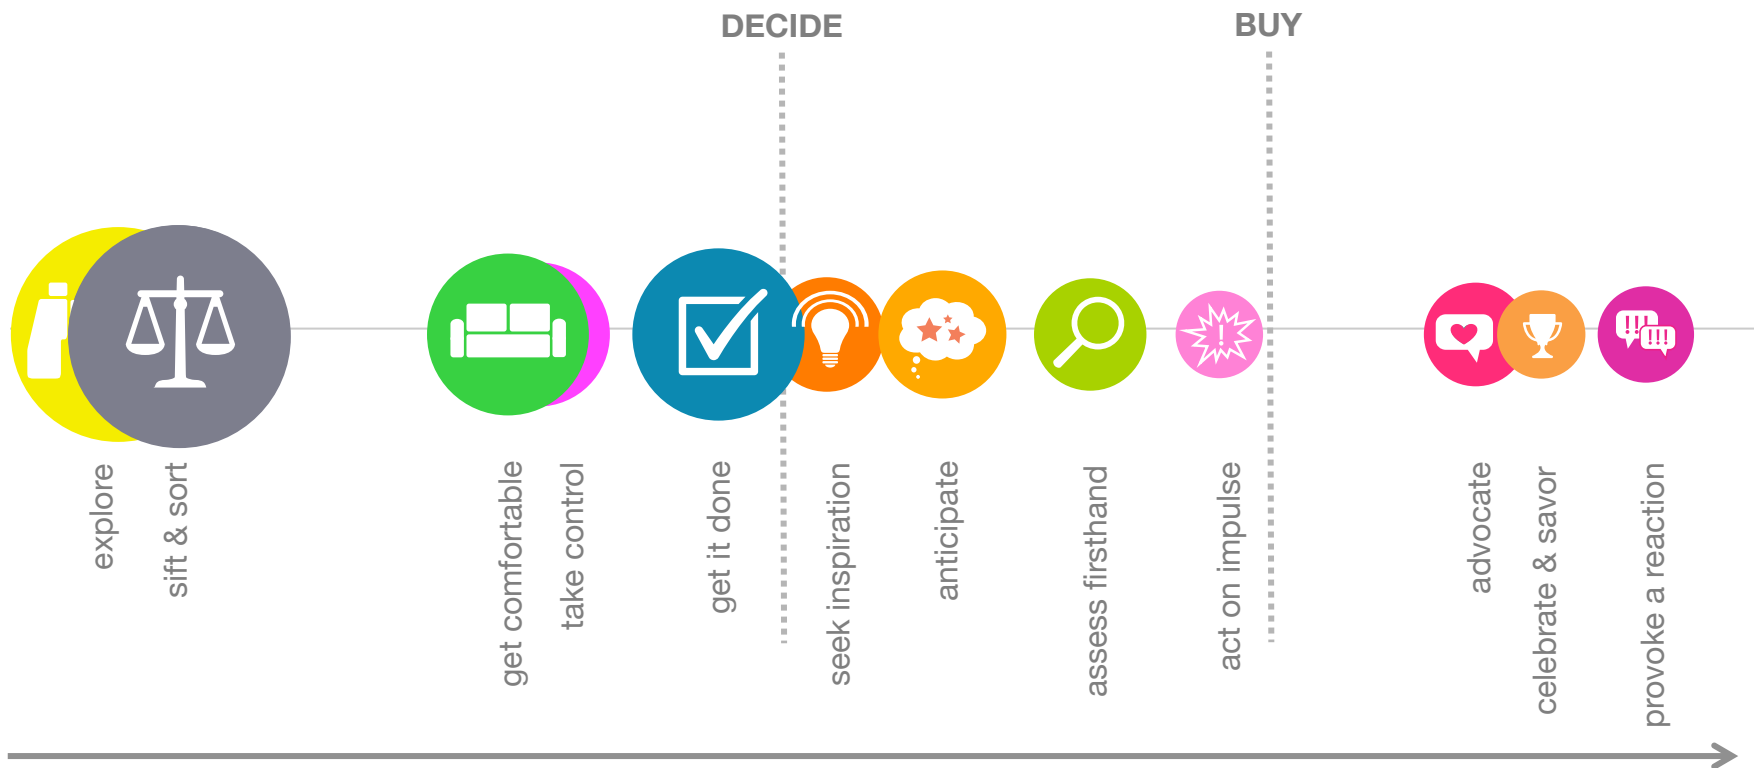 DECIDE
BUY
explore
sift & sort
get comfortable
take control
get it done
seek inspiration
anticipate
assess firsthand
act on impulse
advocate
celebrate & savor
provoke a reaction
!
!!!
!!!